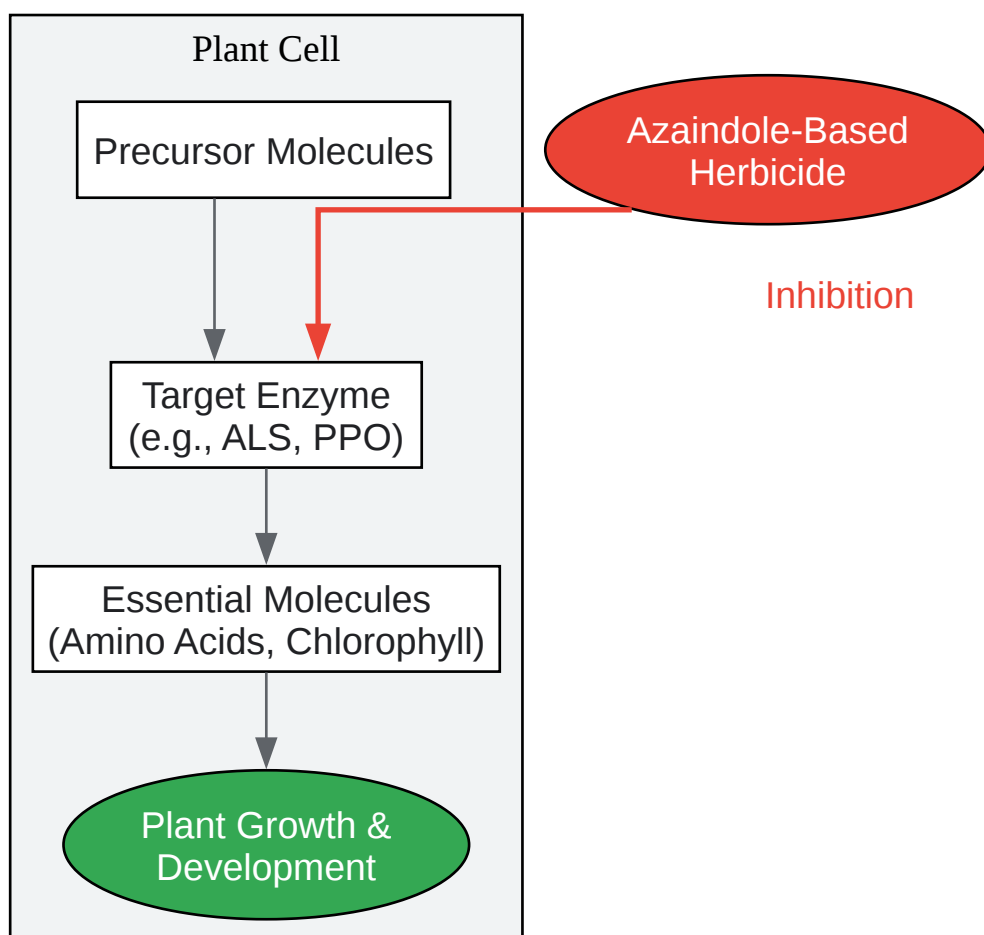 Plant Cell
Precursor Molecules
Azaindole-Based
Herbicide
Inhibition
Target Enzyme
(e.g., ALS, PPO)
Essential Molecules
(Amino Acids, Chlorophyll)
Plant Growth &
Development